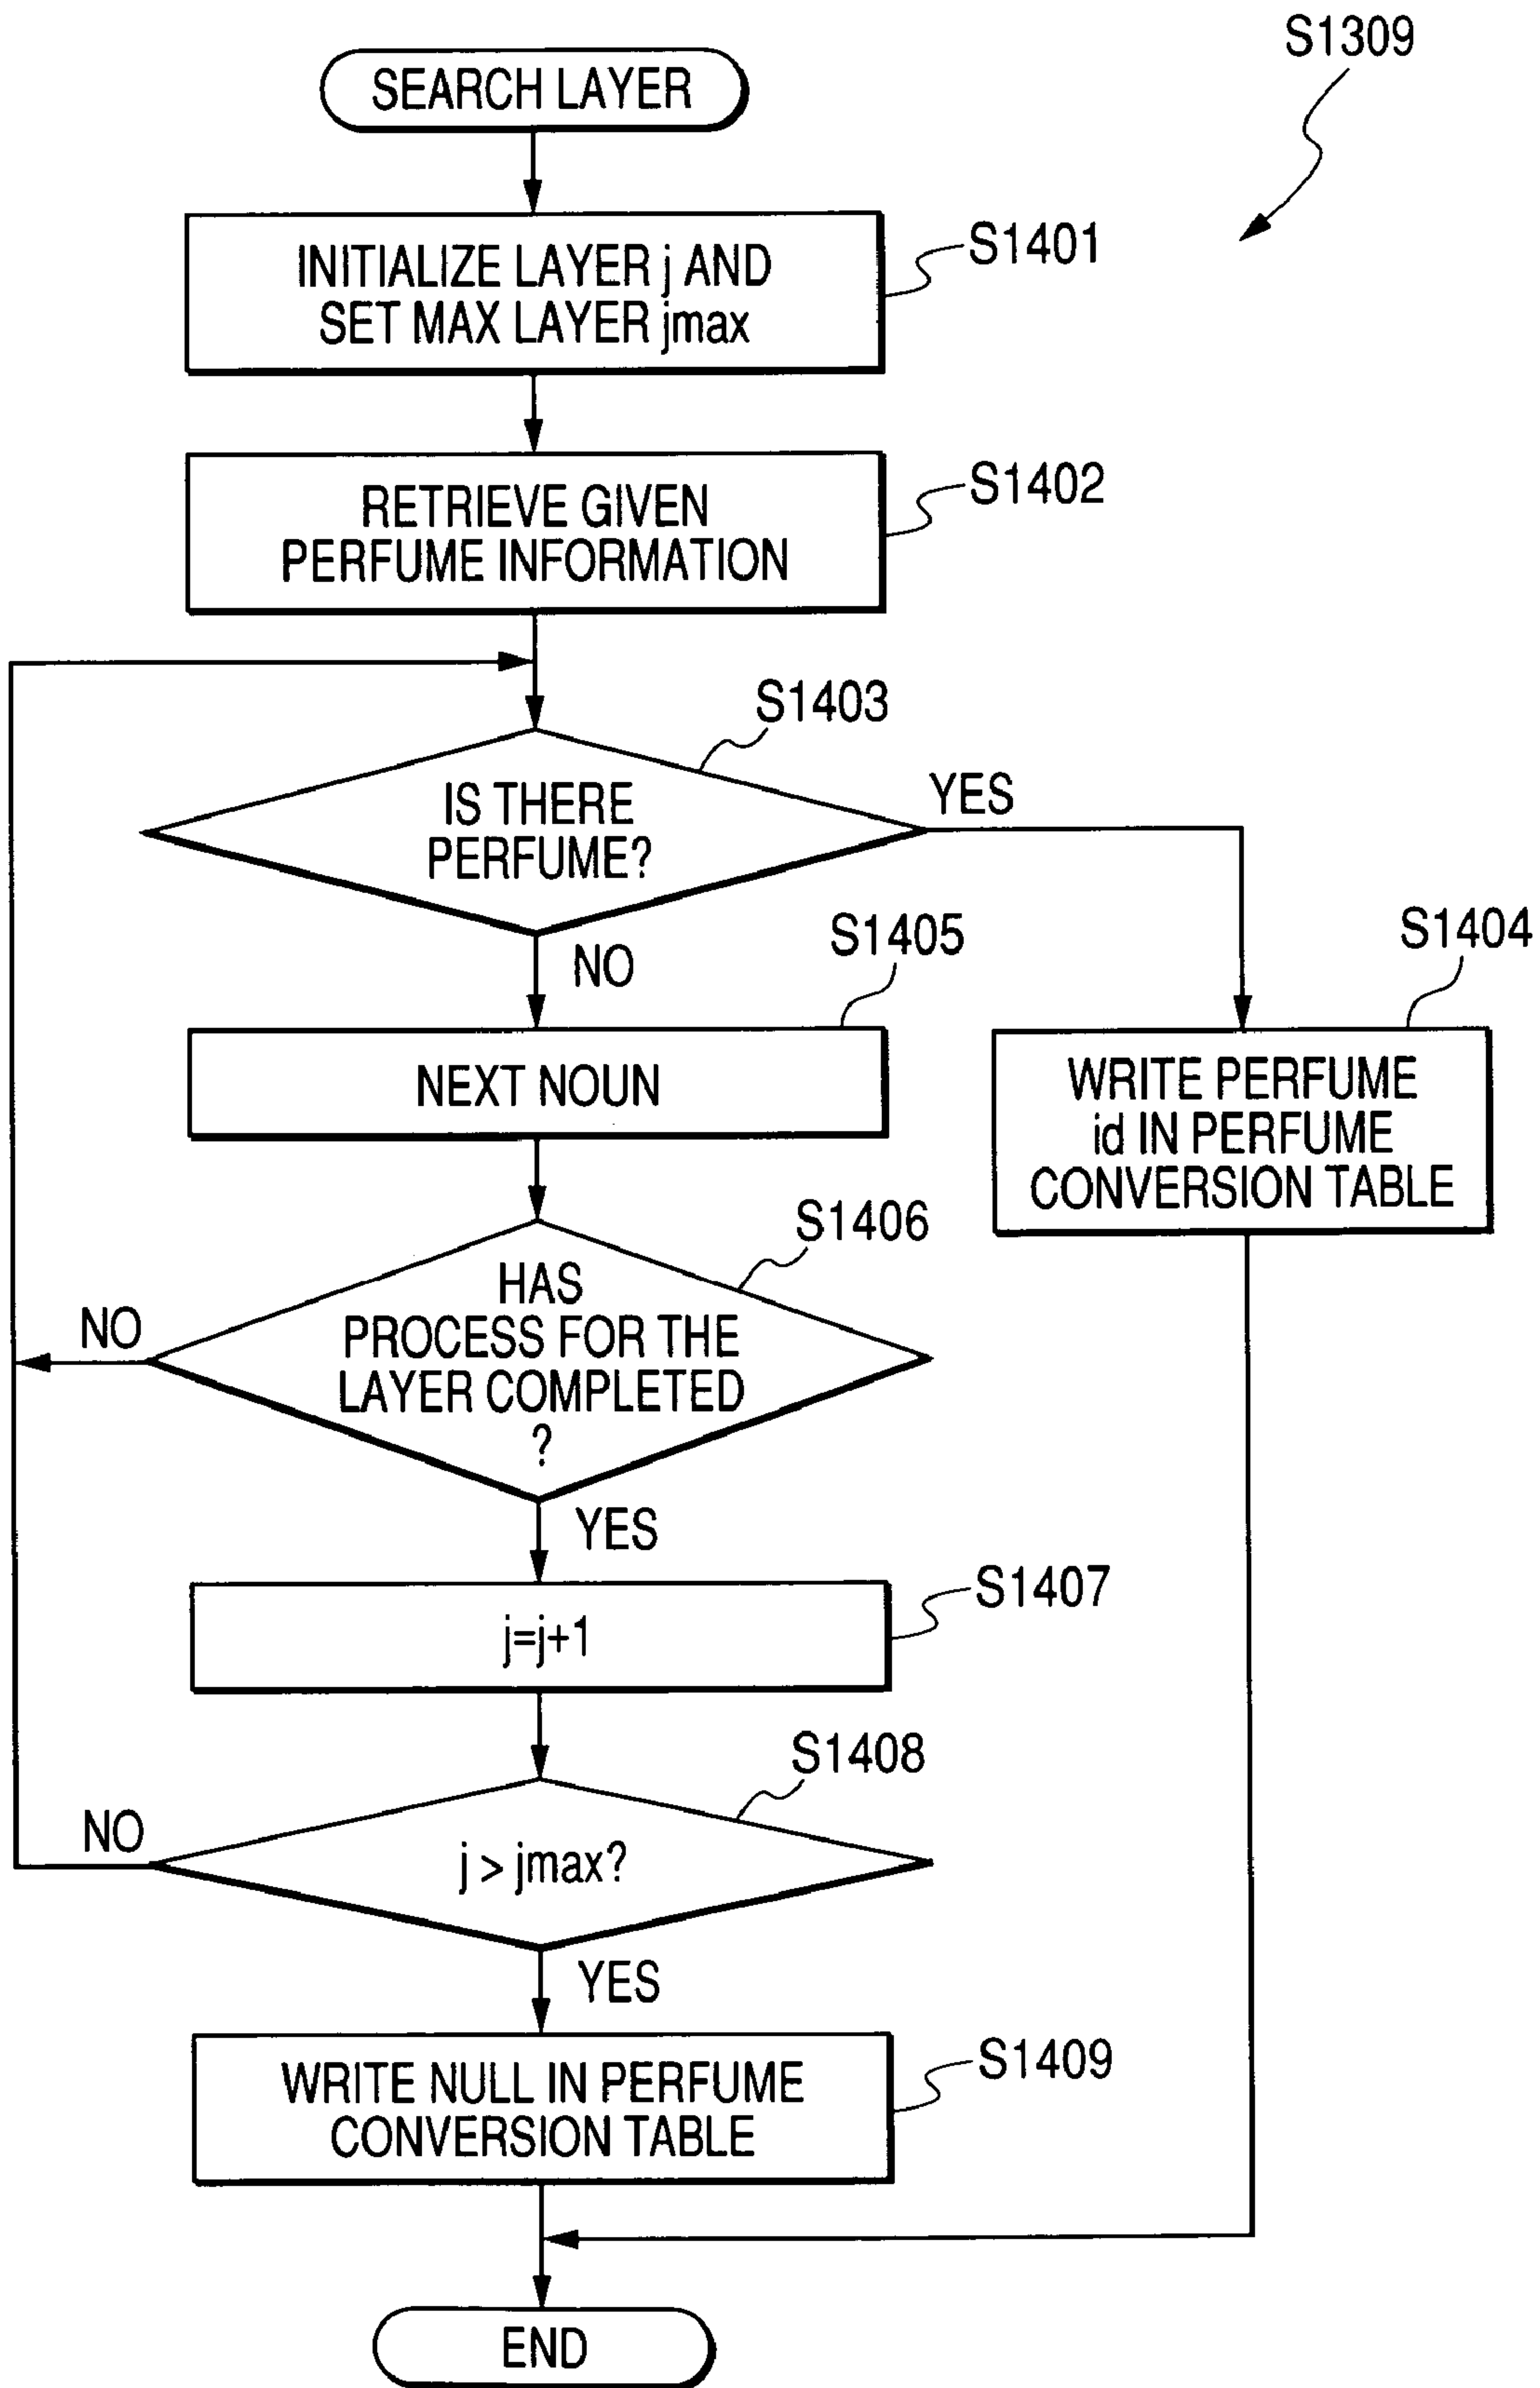 S1309
SEARCH LAYER
S1401
INITIALIZE LAYER j AND
SET MAX LAYER jmax
S1402
RETRIEVE GIVEN
PERFUME INFORMATION
S1403
IS THERE
PERFUME?
YES
NO
S1405
S1404
NEXT NOUN
WRITE PERFUME
id IN PERFUME
CONVERSION TABLE
S1406
HAS
PROCESS FOR THE
LAYER COMPLETED
?
NO
YES
S1407
j=j+1
S1408
j > jmax?
NO
YES
S1409
WRITE NULL IN PERFUME
CONVERSION TABLE
END